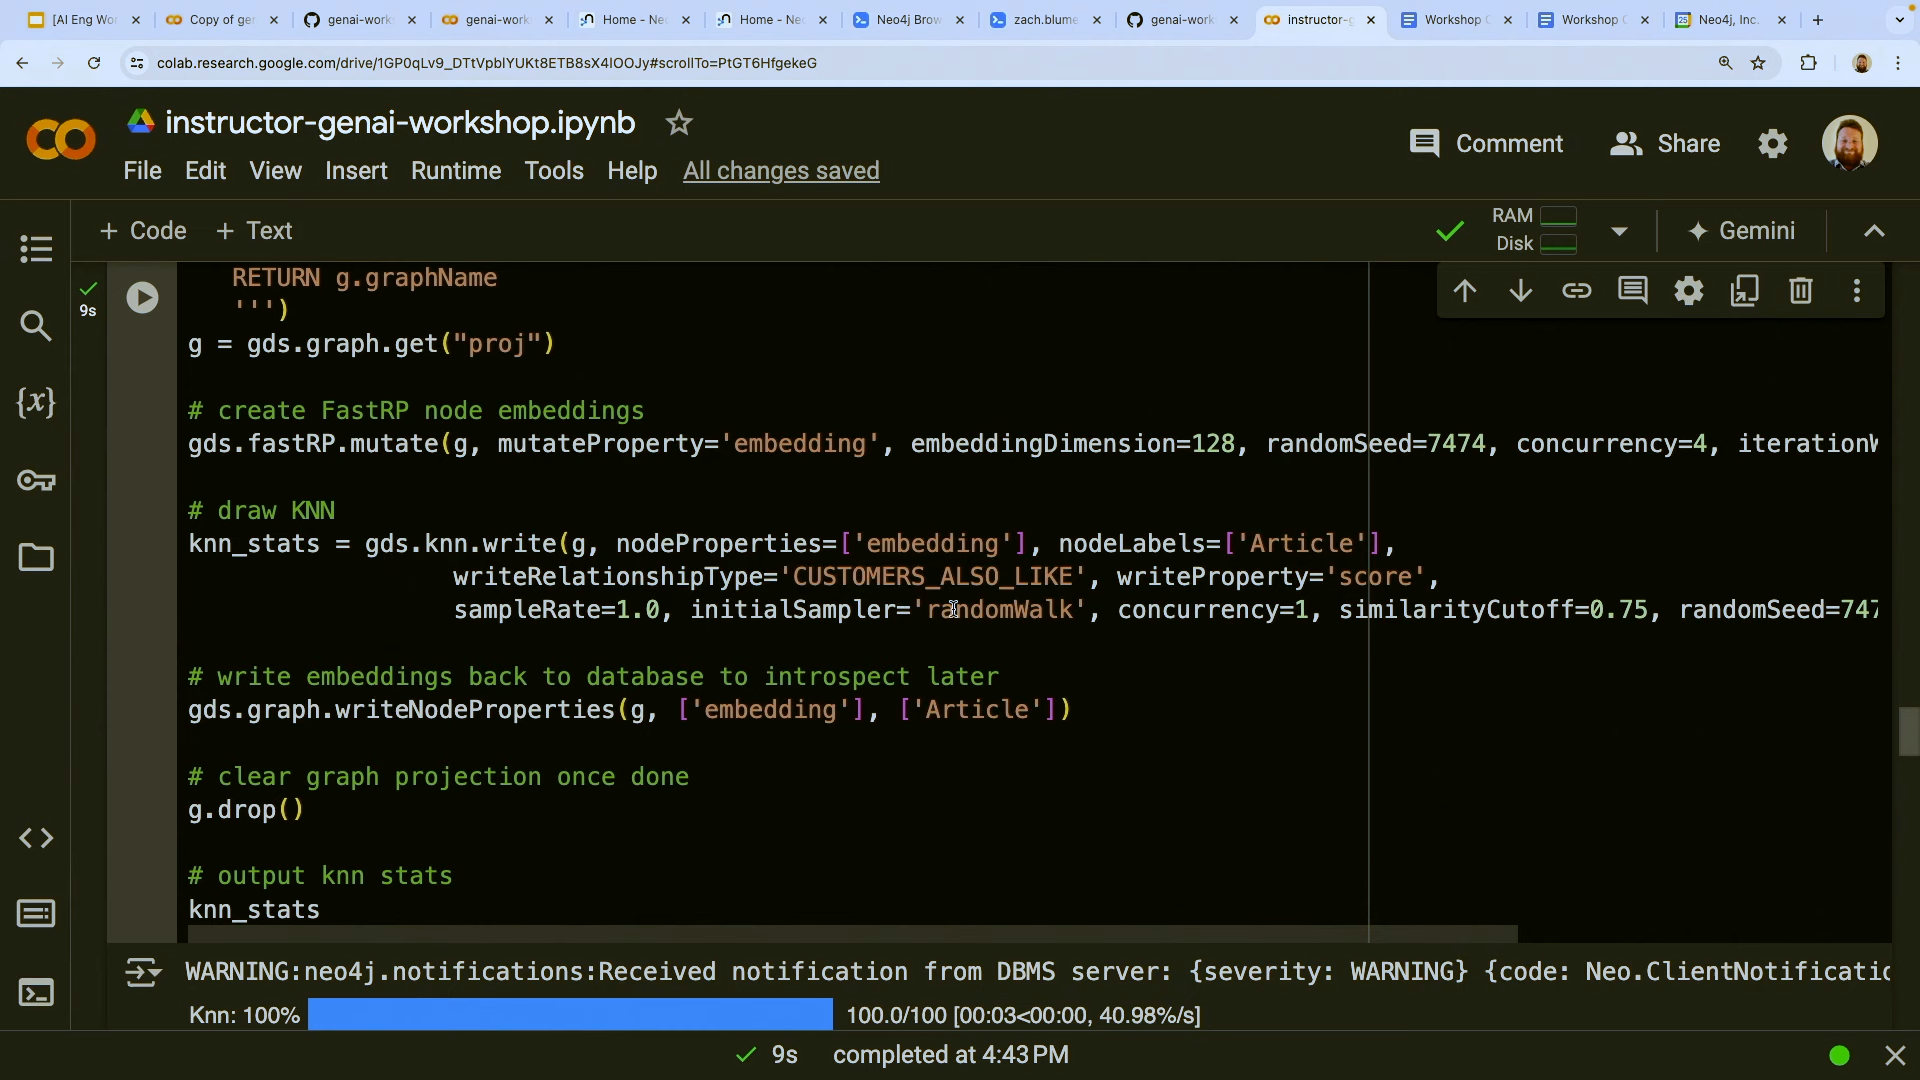 [AI Eng Wor
Copy of gen
genai-works
genai-work
Home - Neo
Home - Neo
Neo4j Brow
zach.blume
genai-work
instructor-g
Workshop
Workshop
Neo4j, Inc.
colab.research.google.com/drive/1GP0qLv9_DTtVpblYUKt8ETB8sX4IOOJy#scrollTo=PtGT6HfgekeG
instructor-genai-workshop.ipynb
Comment
Share
File Edit View Insert Runtime Tools Help All changes saved
+ Code + Text
RAM
Disk
Gemini
9s
RETURN g.graphName
''')
g = gds.graph.get("proj")
# create FastRP node embeddings
gds.fastRP.mutate(g, mutateProperty='embedding', embeddingDimension=128, randomSeed=7474, concurrency=4, iterationW
# draw KNN
knn_stats = gds.knn.write(g, nodeProperties=['embedding'], nodeLabels=['Article'],
writeRelationshipType='CUSTOMERS_ALSO_LIKE', writeProperty='score',
sampleRate=1.0, initialSampler='randomWalk', concurrency=1, similarityCutoff=0.75, randomSeed=747
# write embeddings back to database to introspect later
gds.graph.writeNodeProperties(g, ['embedding'], ['Article'])
# clear graph projection once done
g.drop()
# output knn stats
knn_stats
WARNING:neo4j.notifications:Received notification from DBMS server: {severity: WARNING} {code: Neo.ClientNotificatio
Knn: 100% 100.0/100 [00:03<00:00, 40.98%/s]
9s completed at 4:43 PM